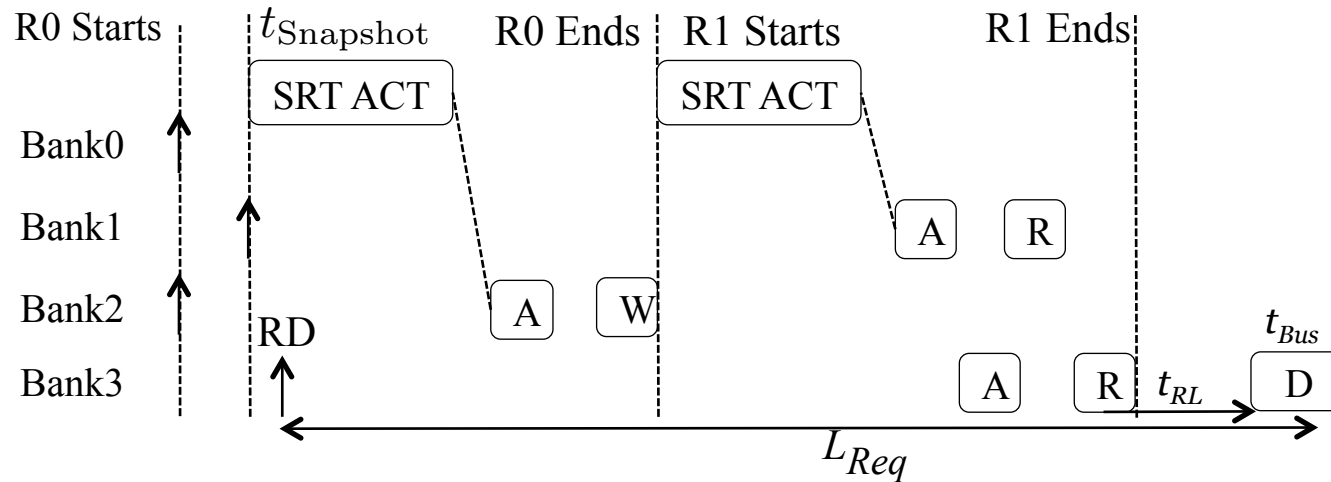 R0 Starts t_Snapshot R0 Ends R1 Starts R1 Ends
SRT ACT SRT ACT
Bank0
Bank1 A R
Bank2 A W
RD t_Bus
Bank3 A R t_RL D
L_Req